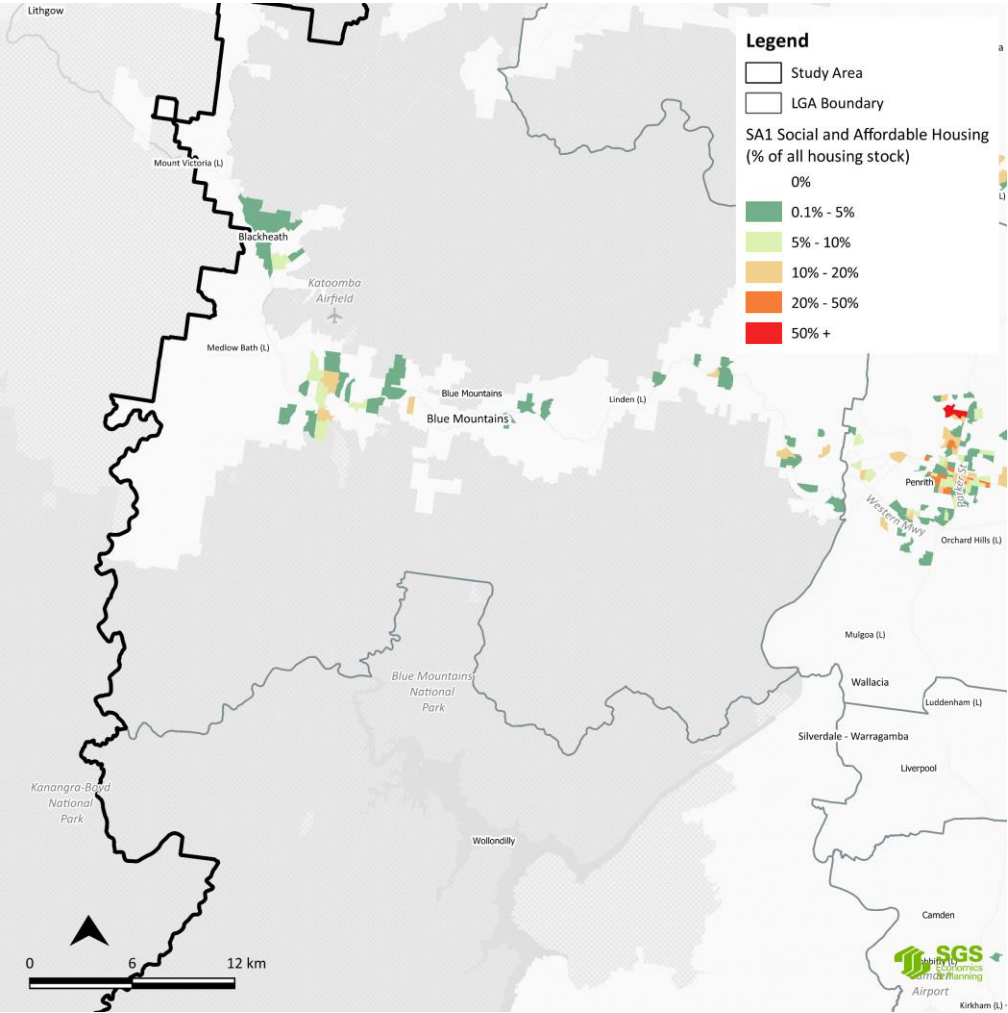 Lithgow
Legend
Study Area
LGA Boundary
SA1 Social and Affordable Housing
(% of all housing stock)
0%
0.1% - 5%
5% - 10%
10% - 20%
20% - 50%
50% +
a
L)
Mount Victoria (L)
Blackheath
Katoomba
Airfield
Medlow Bath (L)
Blue Mountains
Blue Mountains
Linden (L)
Penrith
Parker St
Western Mwy
Orchard Hills (L)
Mulgoa (L)
Wallacia
Luddenham (L)
Blue Mountains
National
Park
Silverdale - Warragamba
Liverpool
Kanangra-Boyd
National
Park
Wollondilly
Camden
SGS
Economics
& Planning
Airport
Kirkham (L)
0 6 12 km